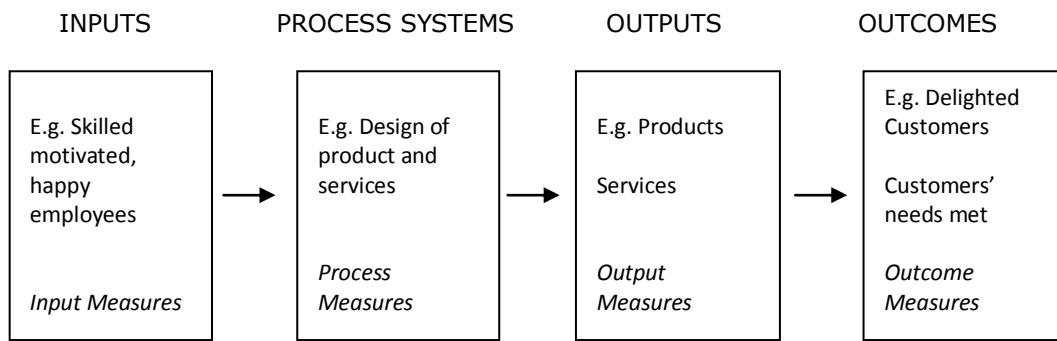 INPUTS
PROCESS SYSTEMS
OUTPUTS
OUTCOMES
E.g. Skilled
motivated,
happy
employees
Input Measures
E.g. Design of
product and
services
Process
Measures
E.g. Products
Services
Output
Measures
E.g. Delighted
Customers
Customers’
needs met
Outcome
Measures